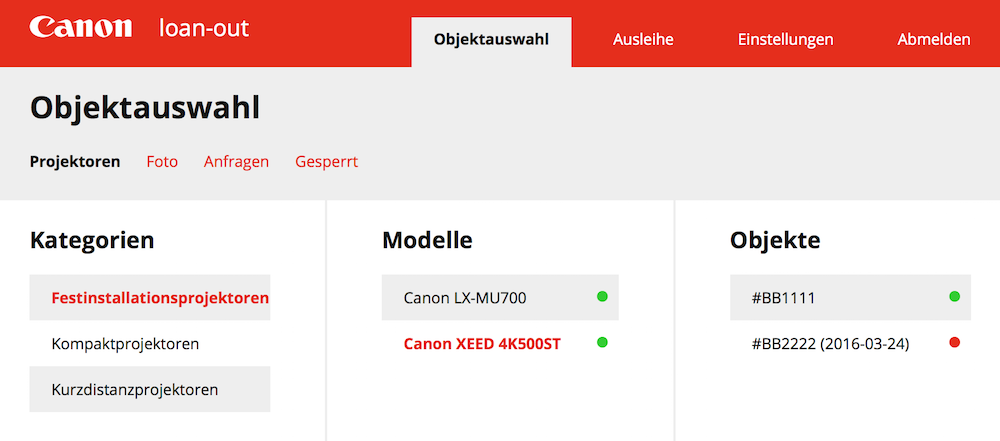 Canon loan-out Objektauswahl Ausleihe Einstellungen Abmelden
Objektauswahl
Projektoren Foto Anfragen Gesperrt
Kategorien
Festinstallationsprojektoren
Kompaktprojektoren
Kurzdistanzprojektoren
Modelle
Canon LX-MU700
Canon XEED 4K500ST
Objekte
#BB1111
#BB2222 (2016-03-24)